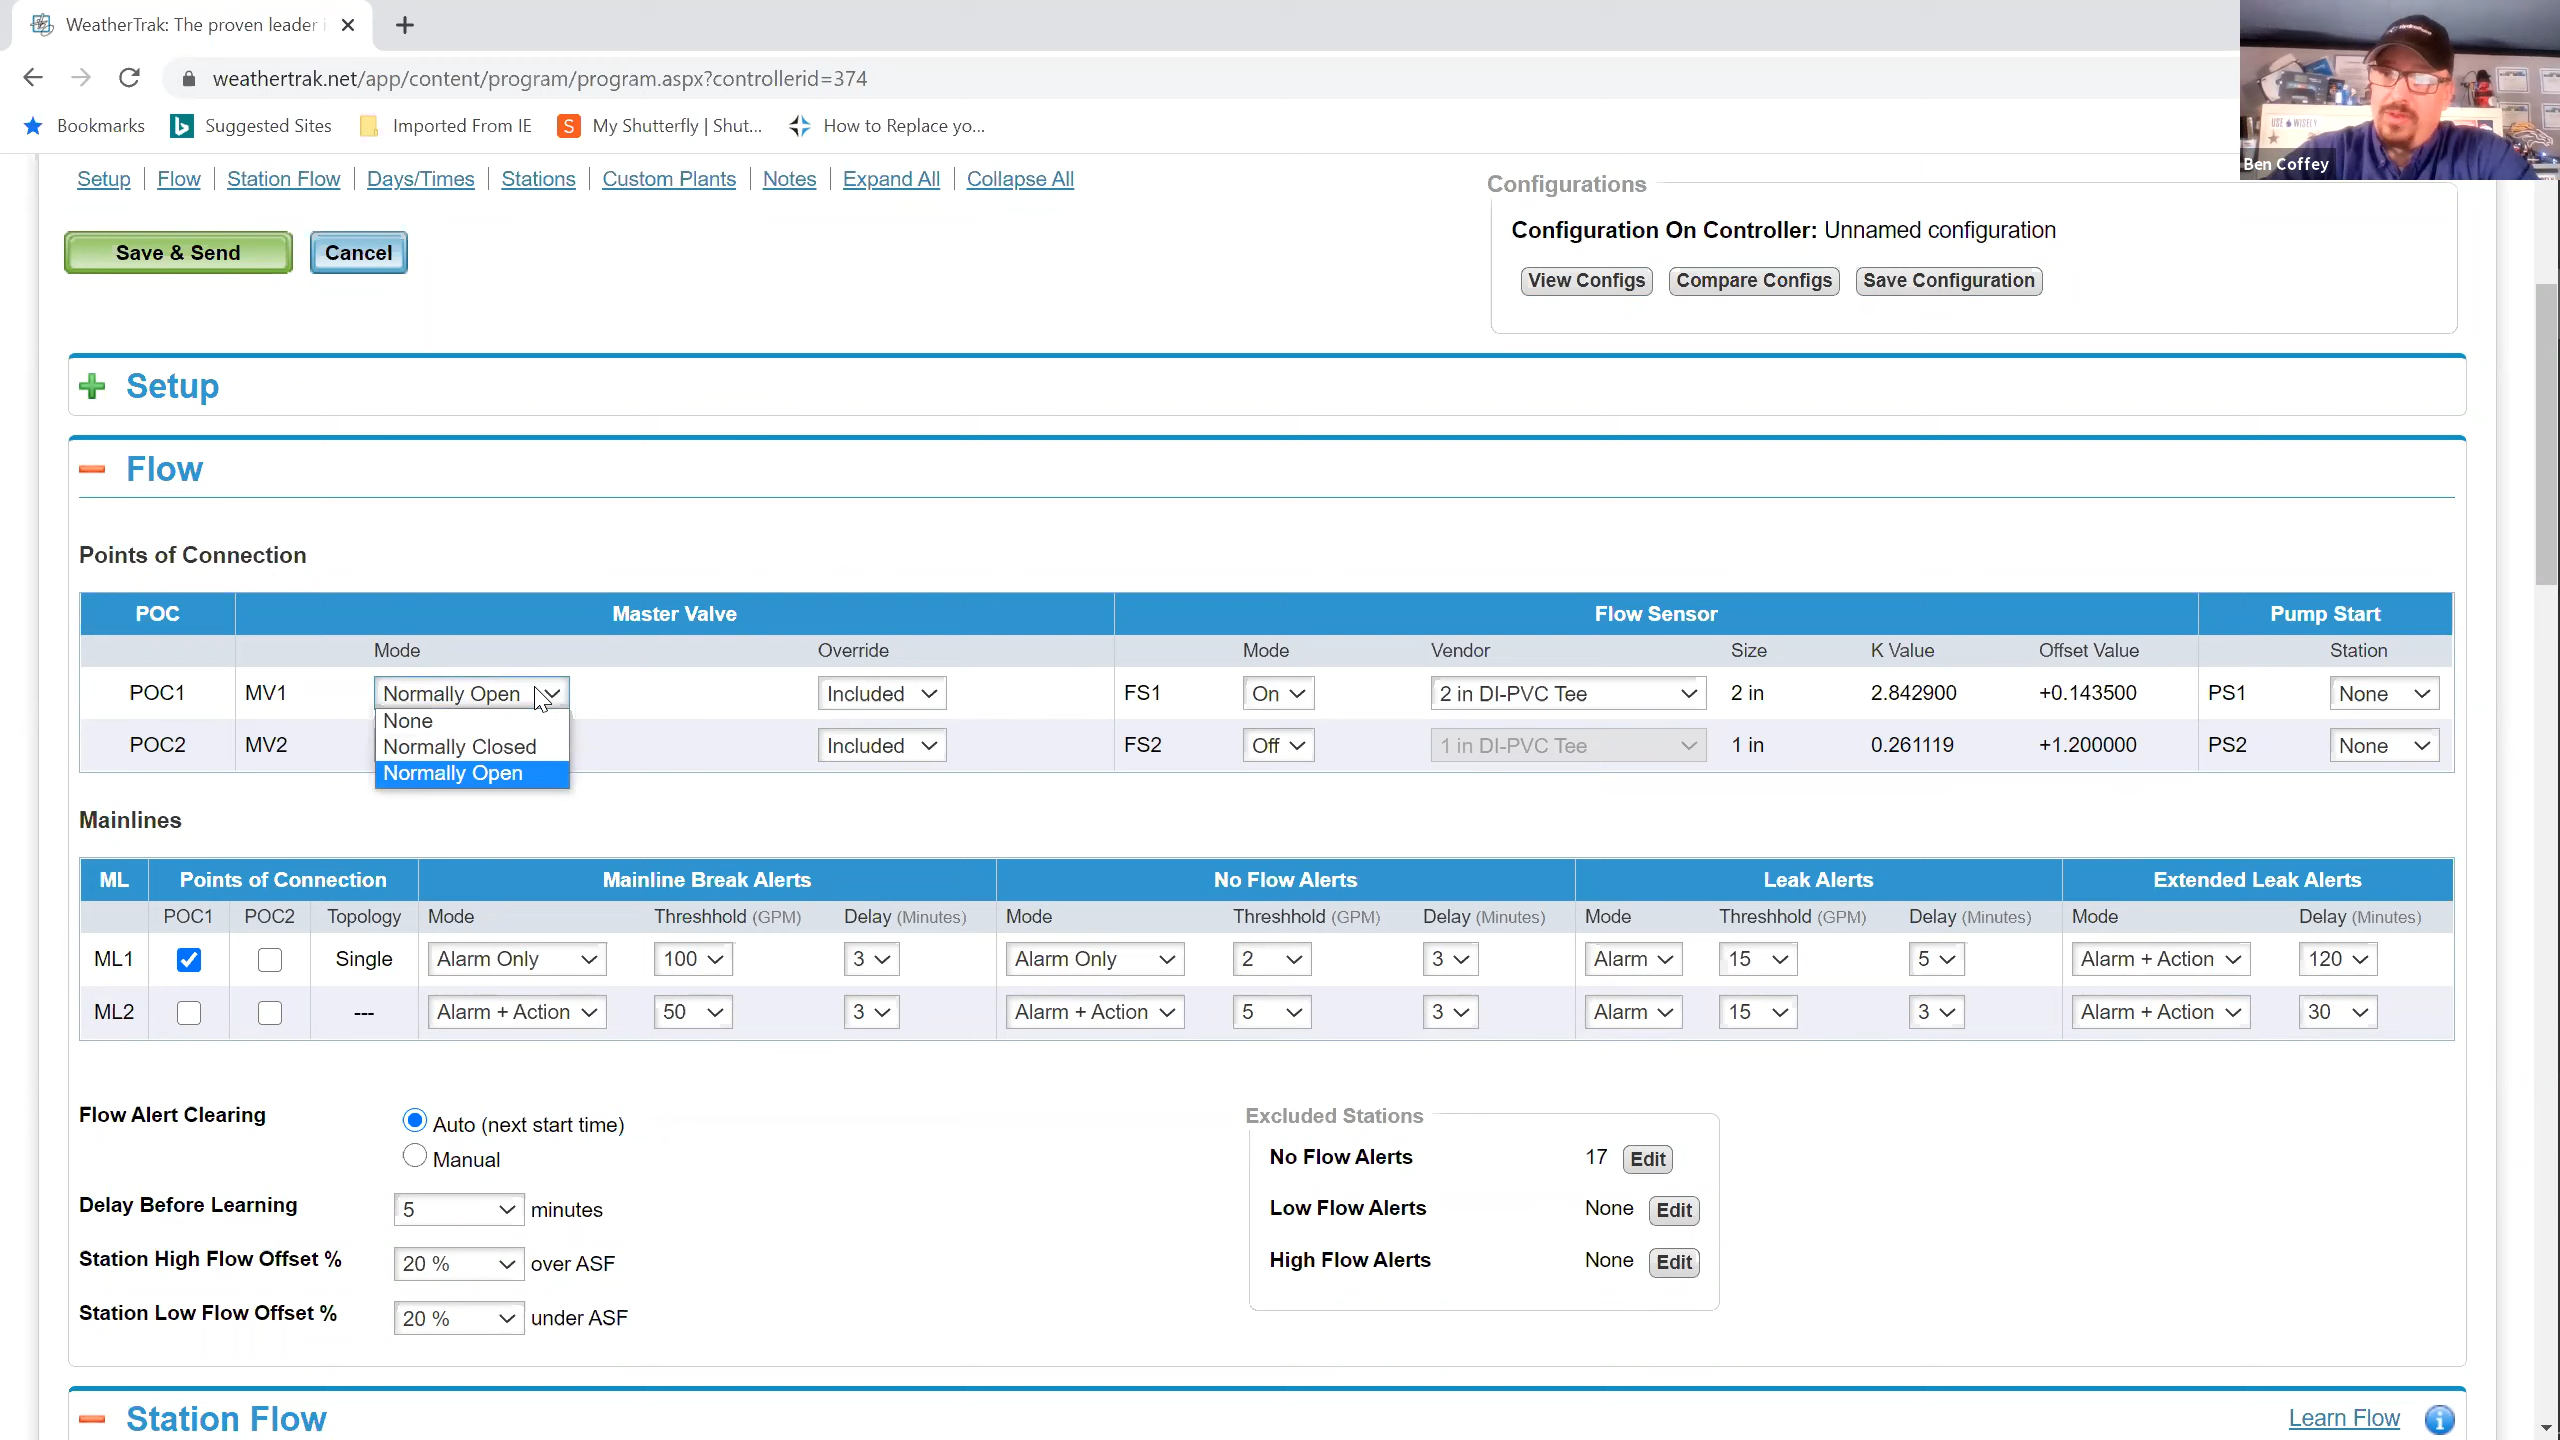 WeatherTrak: The proven leader i
weathertrak.net/app/content/program/program.aspx?controllerid=374
Bookmarks Suggested Sites Imported From IE My Shutterfly | Shut... How to Replace yo...
USE WISELY
Ben Coffey
Setup Flow Station Flow Days/Times Stations Custom Plants Notes Expand All Collapse All
Configurations
Configuration On Controller: Unnamed configuration
Save & Send Cancel
View Configs Compare Configs Save Configuration
Setup
Flow
Points of Connection
POC Master Valve Flow Sensor Pump Start
Mode Override Mode Vendor Size K Value Offset Value Station
POC1 MV1 Normally Open Included FS1 On 2 in DI-PVC Tee 2 in 2.842900 +0.143500 PS1 None
None
Normally Closed
Normally Open
POC2 MV2 Included FS2 Off 1 in DI-PVC Tee 1 in 0.261119 +1.200000 PS2 None
Mainlines
ML Points of Connection Mainline Break Alerts No Flow Alerts Leak Alerts Extended Leak Alerts
POC1 POC2 Topology Mode Threshhold (GPM) Delay (Minutes) Mode Threshhold (GPM) Delay (Minutes) Mode Threshhold (GPM) Delay (Minutes) Mode Delay (Minutes)
ML1 Single Alarm Only 100 3 Alarm Only 2 3 Alarm 15 5 Alarm + Action 120
ML2 --- Alarm + Action 50 3 Alarm + Action 5 3 Alarm 15 3 Alarm + Action 30
Flow Alert Clearing Auto (next start time)
Manual
Delay Before Learning 5 minutes
Station High Flow Offset % 20 % over ASF
Station Low Flow Offset % 20 % under ASF
Excluded Stations
No Flow Alerts 17 Edit
Low Flow Alerts None Edit
High Flow Alerts None Edit
Station Flow
Learn Flow